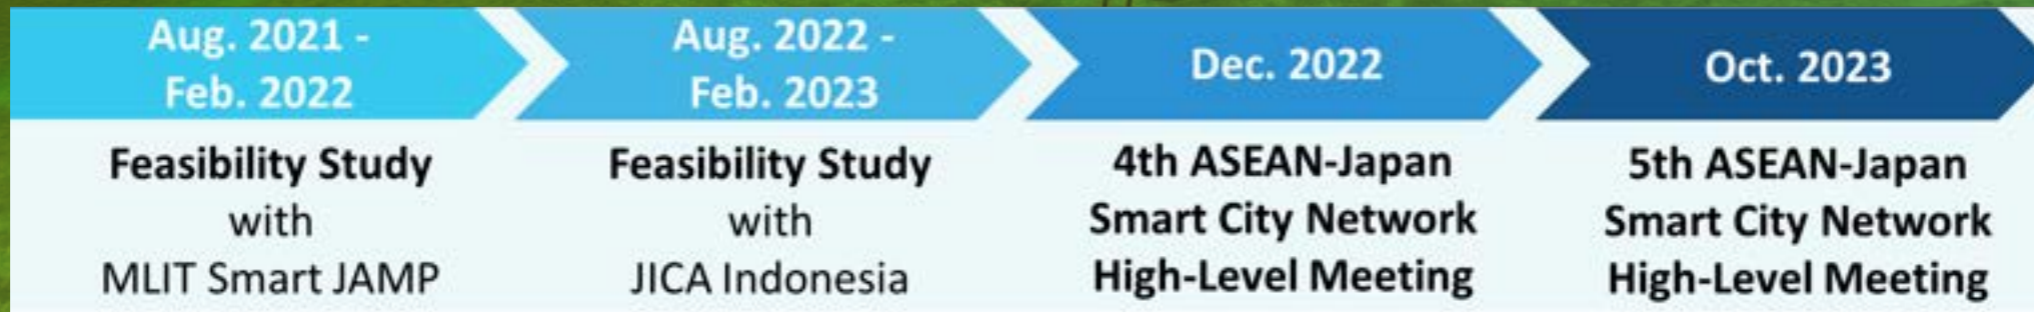 Aug. 2021 -
Feb. 2022
Feasibility Study
with
MLIT Smart JAMP
Aug. 2022 -
Feb. 2023
Feasibility Study
with
JICA Indonesia
Dec. 2022
4th ASEAN-Japan
Smart City Network
High-Level Meeting
Oct. 2023
5th ASEAN-Japan
Smart City Network
High-Level Meeting